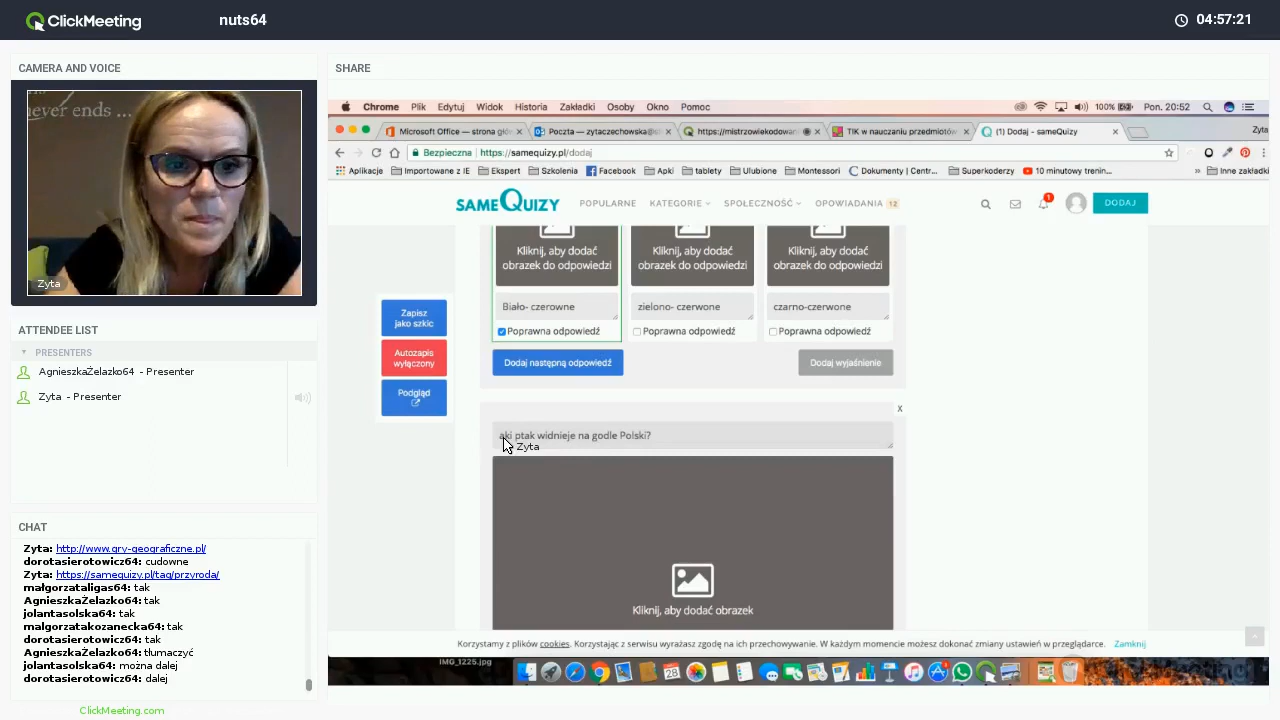 ClickMeeting
nuts64
04:57:21
CAMERA AND VOICE
never ends ...
Zyta
ATTENDEE LIST
PRESENTERS
AgnieszkaŻelazko64 - Presenter
Zyta - Presenter
CHAT
Zyta: http://www.gry-geograficzne.pl/
dorotasierotowicz64: cudowne
Zyta: https://samequizy.pl/tag/przyroda/
małgorzataligas64: tak
AgnieszkaŻelazko64: tak
jolantasolska64: tak
malgorzatakozanecka64: tak
dorotasierotowicz64: tak
AgnieszkaŻelazko64: tłumaczyć
jolantasolska64: można dalej
dorotasierotowicz64: dalej
ClickMeeting.com
SHARE
Chrome Plik Edytuj Widok Historia Zakładki Osoby Okno Pomoc
100% Pon. 20:52
Microsoft Office — strona głów
Poczta — zytaczechowska@s
https://mistrzowiekodowan
TIK w nauczaniu przedmiotów
(1) Dodaj - sameQuizy
Zyta
Bezpieczna https://samequizy.pl/dodaj
Aplikacje Importowane z IE Ekspert Szkolenia Facebook Apki tablety Ulubione Montessori Dokumenty | Centr... Superkoderzy 10 minutowy trenin... » Inne zakładki
SAMEQUIZY POPULARNE KATEGORIE SPOŁECZNOŚĆ OPOWIADANIA 12 1 DODAJ
Kliknij, aby dodać obrazek do odpowiedzi
Kliknij, aby dodać obrazek do odpowiedzi
Kliknij, aby dodać obrazek do odpowiedzi
Biało- czerowne
zielono- czerwone
czarno-czerwone
Poprawna odpowiedź
Poprawna odpowiedź
Poprawna odpowiedź
Dodaj następną odpowiedź
Dodaj wyjaśnienie
Zapisz jako szkic
Autozapis wyłączony
Podgląd
x
aki ptak widnieje na godle Polski?
Zyta
Kliknij, aby dodać obrazek
Korzystamy z plików cookies. Korzystając z serwisu wyrażasz zgodę na ich przechowywanie. W każdym momencie możesz dokonać zmiany ustawień w przeglądarce. Zamknij
IMG_1225.jpg